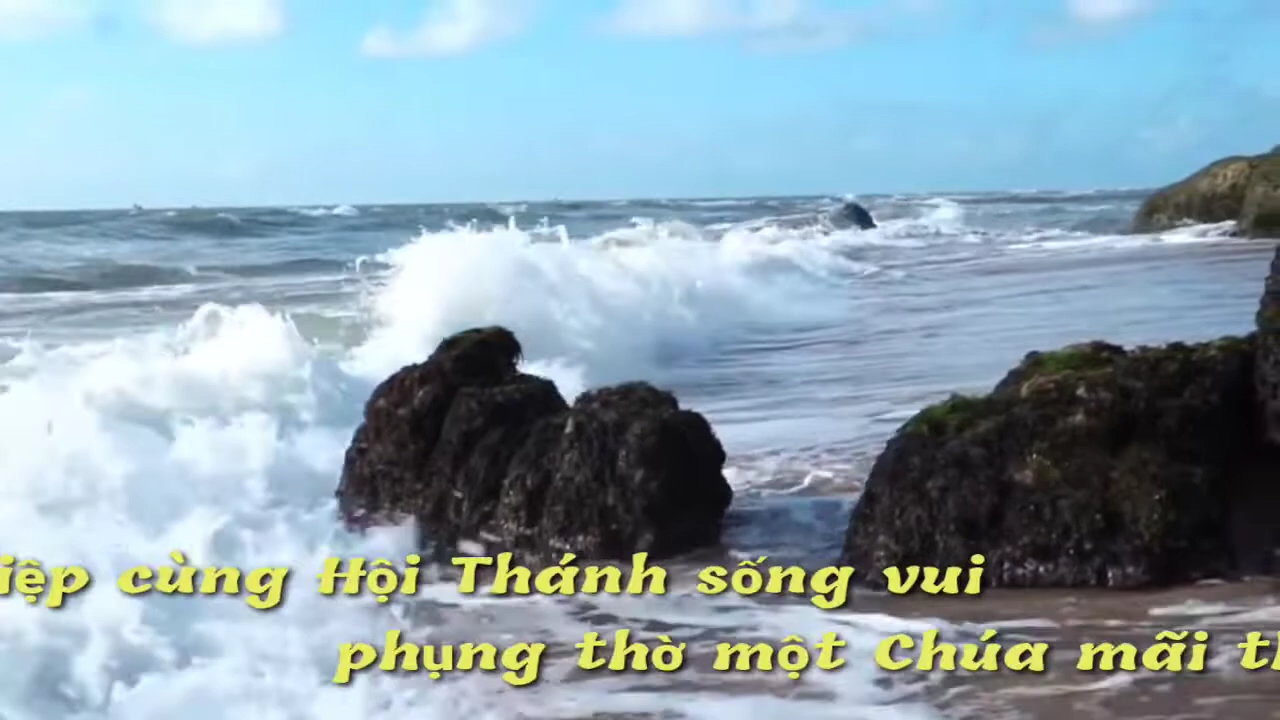 cùng Hội Thánh sống vui
phụng thờ một Chúa mãi